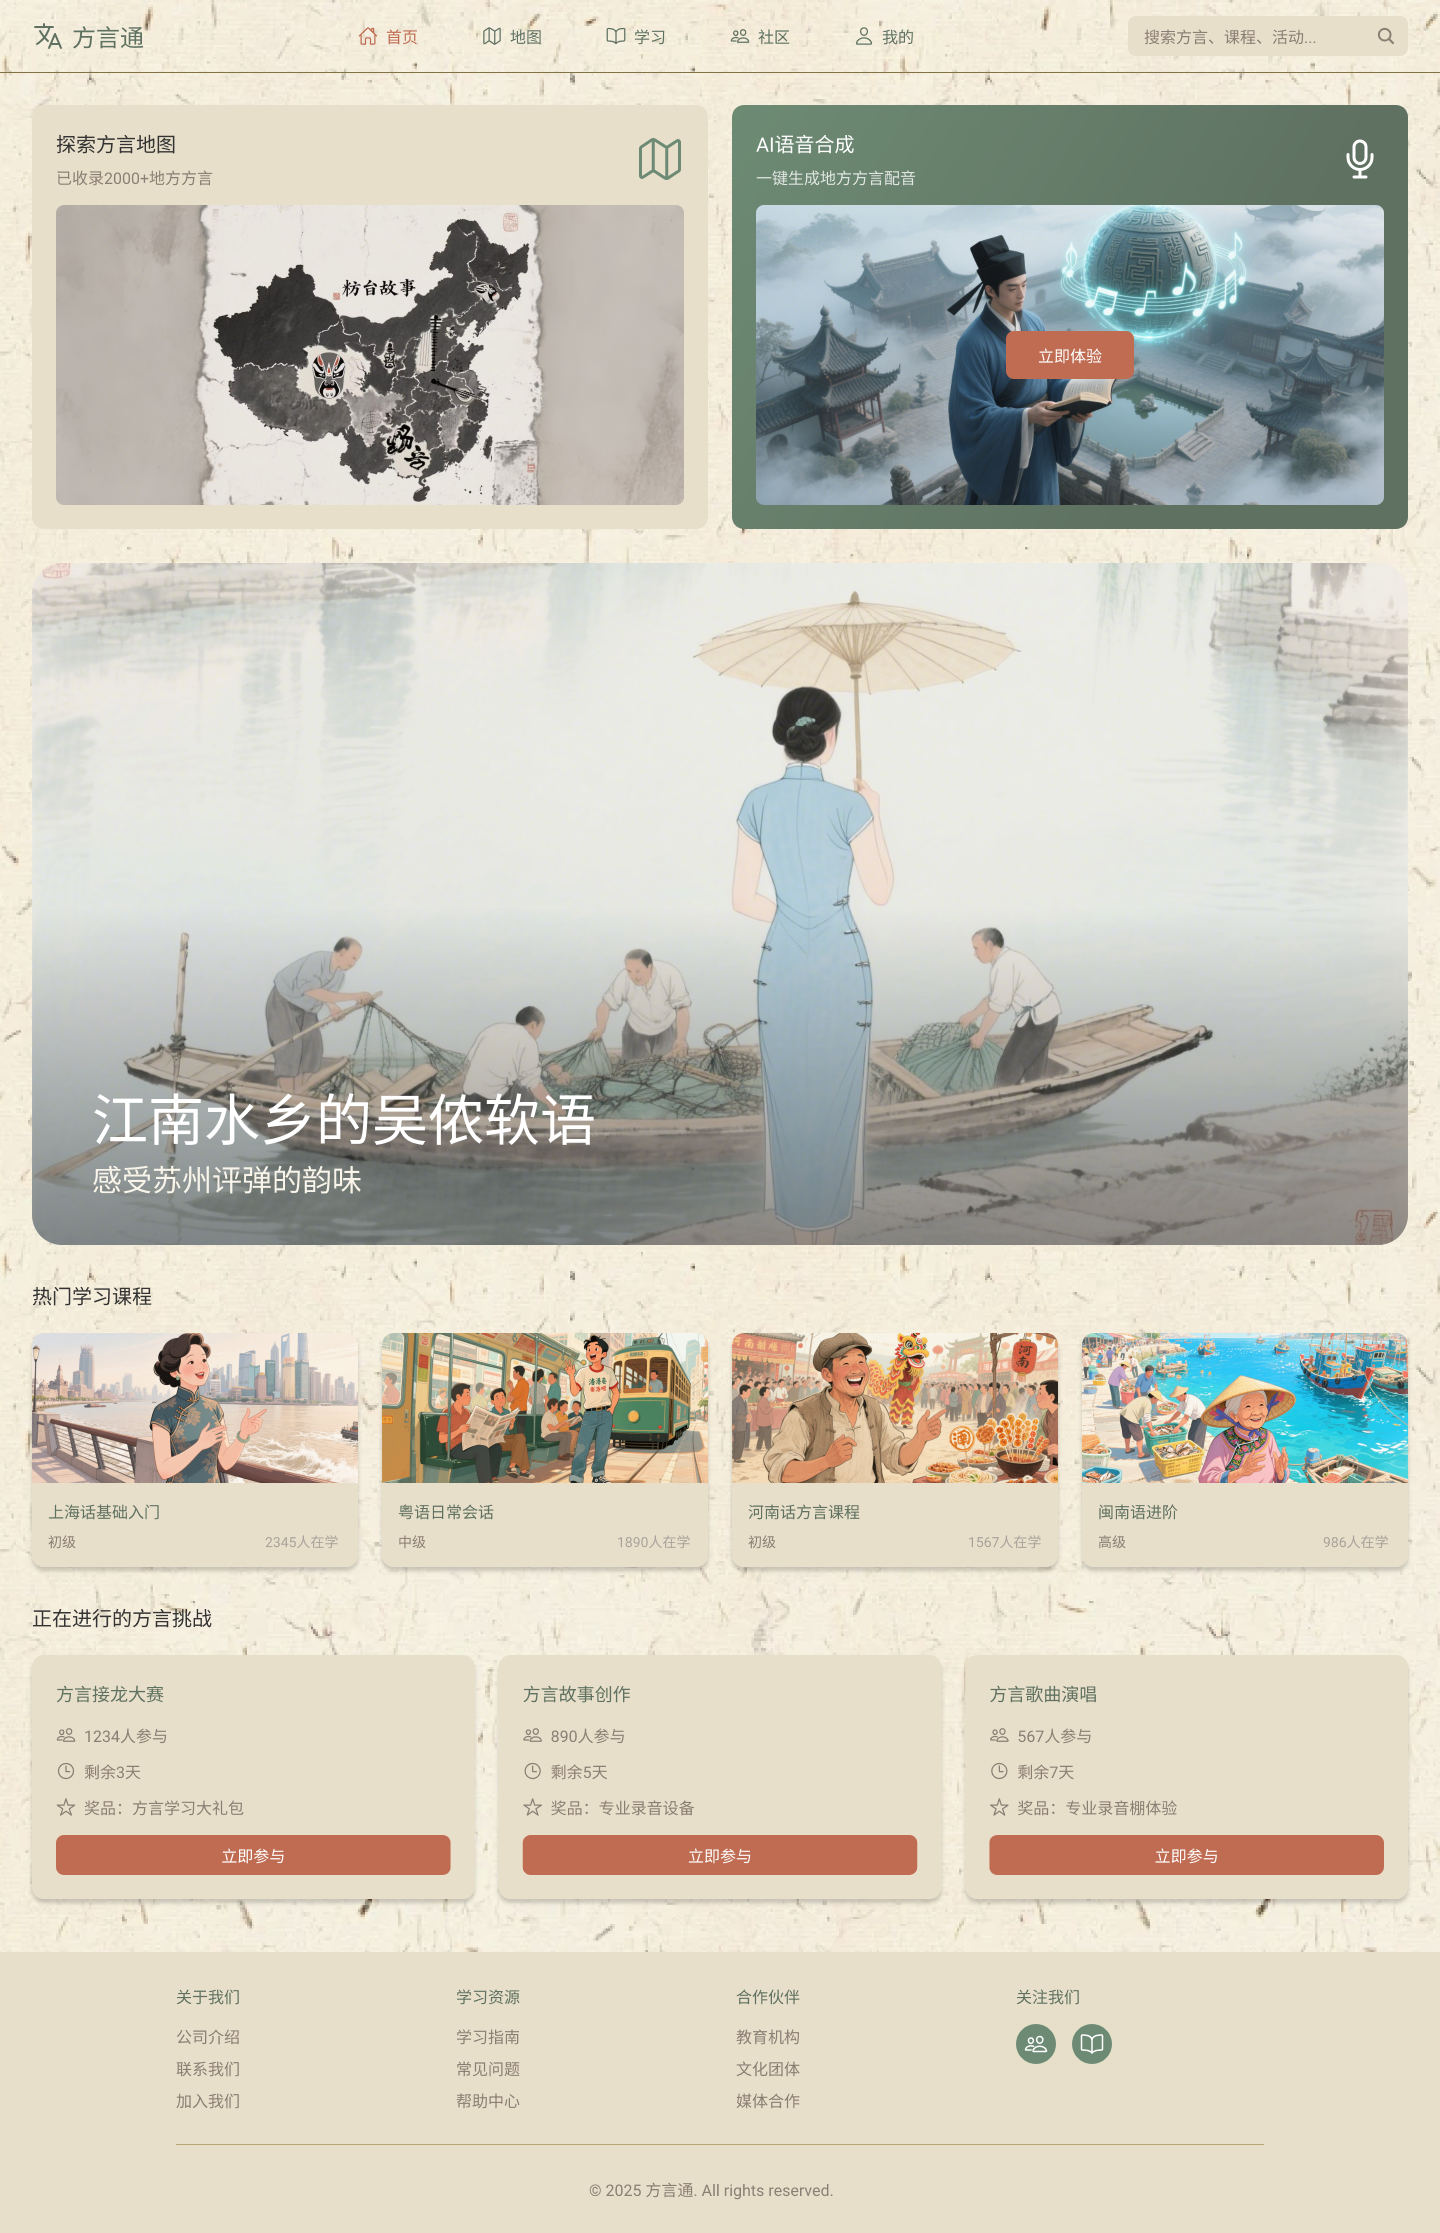 方言通
首页
地图
学习
社区
我的
搜索方言、课程、活动...
探索方言地图
已收录2000+地方方言
AI语音合成
一键生成地方方言配音
故事
立即体验
江南水乡的吴侬软语
感受苏州评弹的韵味
热门学习课程
河南
上海话基础入门
初级
2345人在学
粤语日常会话
中级
1890人在学
河南话方言课程
初级
1567人在学
闽南语进阶
高级
986人在学
正在进行的方言挑战
方言接龙大赛
1234人参与
剩余3天
奖品：方言学习大礼包
立即参与
方言故事创作
890人参与
剩余5天
奖品：专业录音设备
立即参与
方言歌曲演唱
567人参与
剩余7天
奖品：专业录音棚体验
立即参与
关于我们
公司介绍
联系我们
加入我们
学习资源
学习指南
常见问题
帮助中心
合作伙伴
教育机构
文化团体
媒体合作
关注我们
© 2025 方言通. All rights reserved.